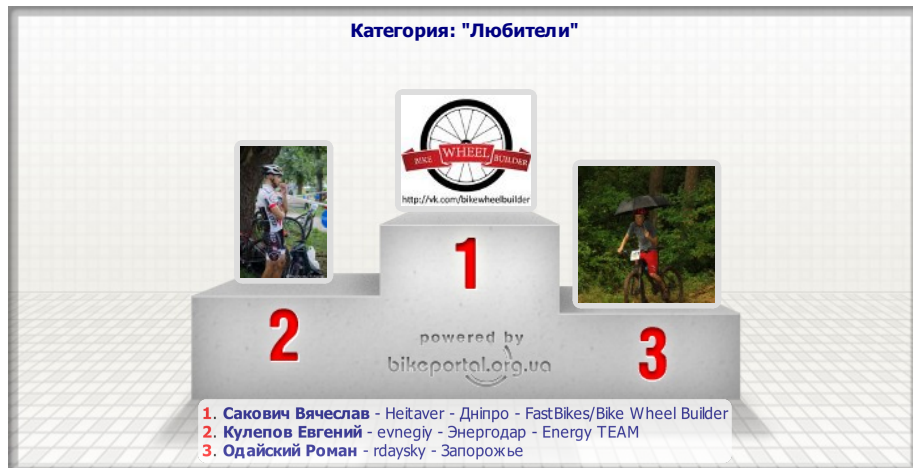 Категория: "Любители"
BIKE WHEEL BUILDER
http://vk.com/bikewheelbuilder
1
2
3
powered by
bikeportal.org.ua
1. Сакович Вячеслав - Heitaver - Дніпро - FastBikes/Bike Wheel Builder
2. Кулепов Евгений - evnegiy - Энергодар - Energy TEAM
3. Одайский Роман - rdaysky - Запорожье